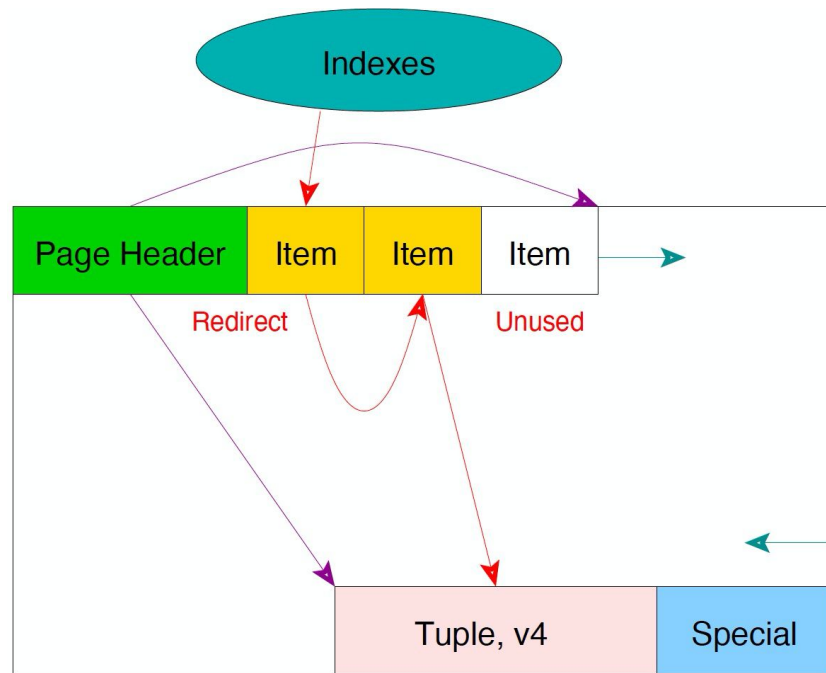 Indexes
Page Header Item Item Item
Redirect Unused
Tuple, v4 Special